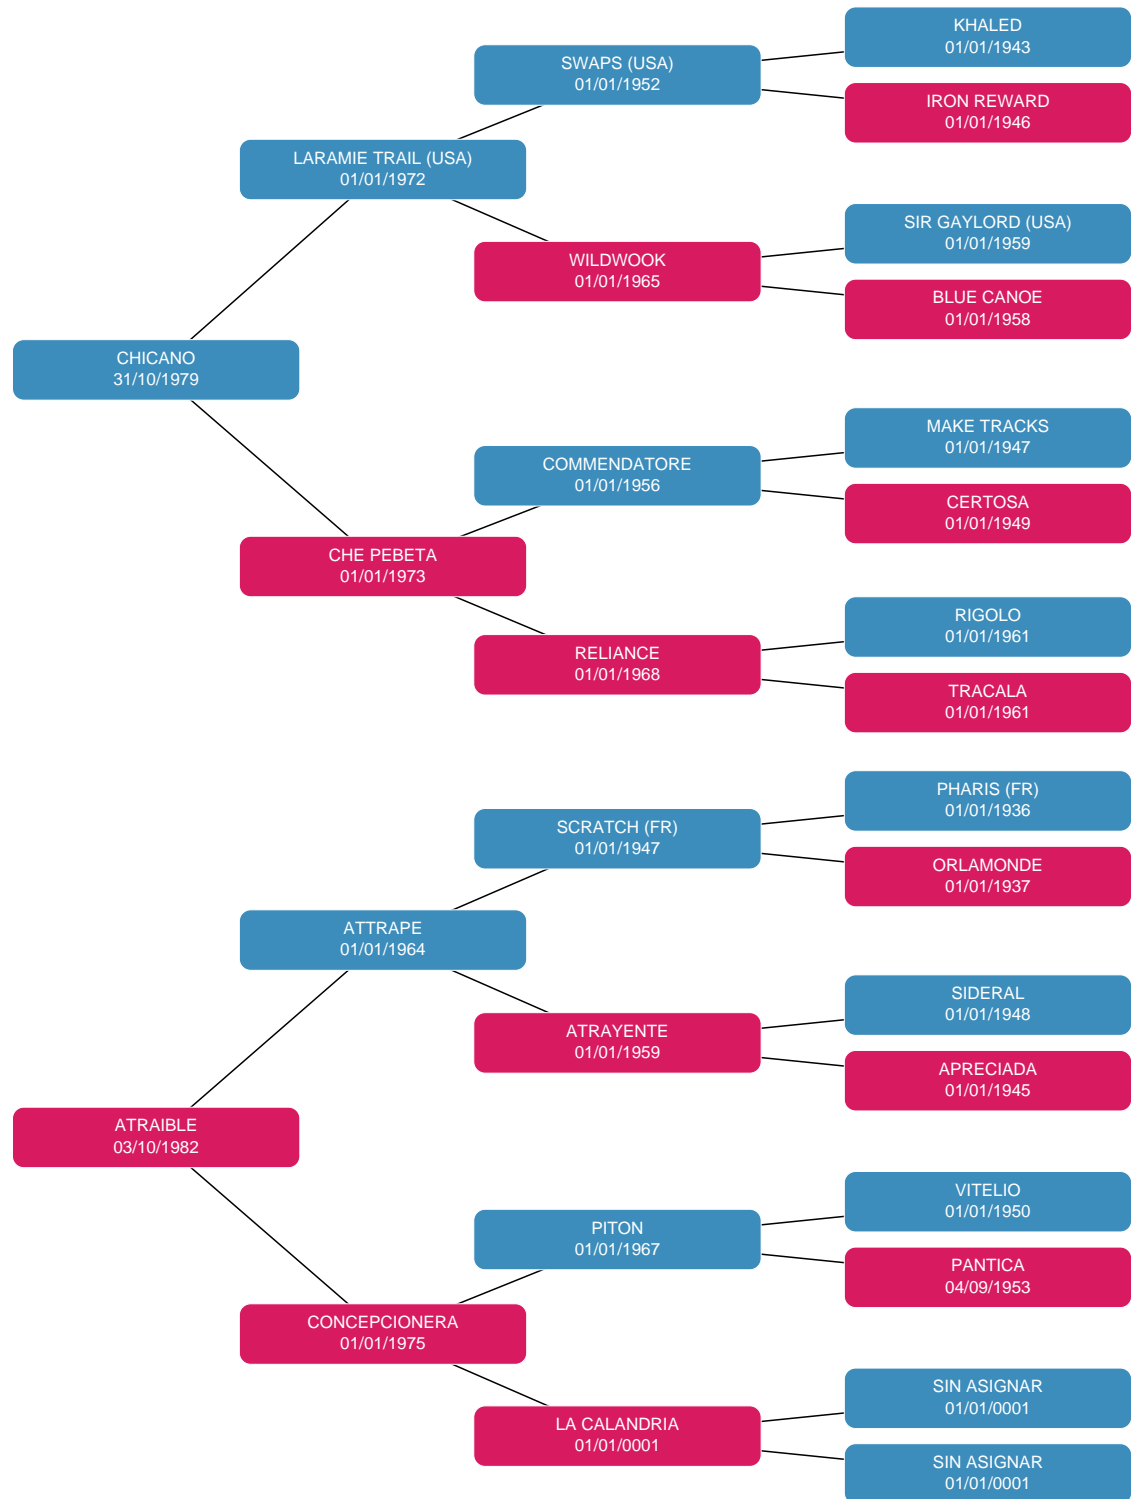 KHALED
01/01/1943
SWAPS (USA)
01/01/1952
IRON REWARD
01/01/1946
LARAMIE TRAIL (USA)
01/01/1972
SIR GAYLORD (USA)
01/01/1959
WILDWOOK
01/01/1965
BLUE CANOE
01/01/1958
CHICANO
31/10/1979
MAKE TRACKS
01/01/1947
COMMENDATORE
01/01/1956
CERTOSA
01/01/1949
CHE PEBETA
01/01/1973
RIGOLO
01/01/1961
RELIANCE
01/01/1968
TRACALA
01/01/1961
PHARIS (FR)
01/01/1936
SCRATCH (FR)
01/01/1947
ORLAMONDE
01/01/1937
ATTRAPE
01/01/1964
SIDERAL
01/01/1948
ATRAYENTE
01/01/1959
APRECIADA
01/01/1945
ATRAIBLE
03/10/1982
VITELIO
01/01/1950
PITON
01/01/1967
PANTICA
04/09/1953
CONCEPCIONERA
01/01/1975
SIN ASIGNAR
01/01/0001
LA CALANDRIA
01/01/0001
SIN ASIGNAR
01/01/0001